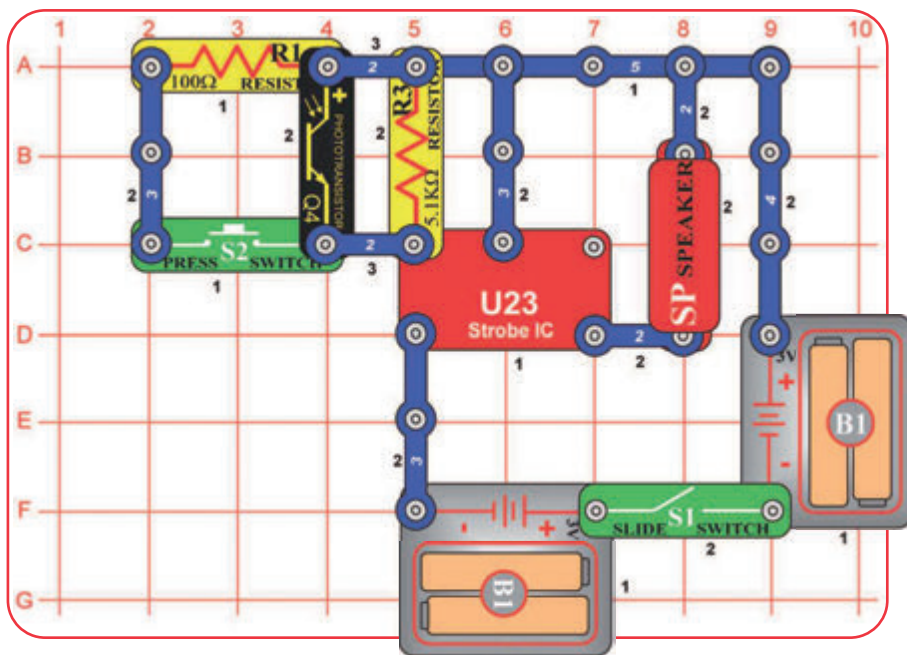 1 2 3 4 5 6 7 8 9 10
A
B
C
D
E
F
G
R1
100Ω RESIST
1
3
2
R3
RESISTOR
5.1KΩ
2
+
PHOTOTRANSISTOR
Q4
2
5
1
2
2
3
2
3
2
4
2
S2
PRESS SWITCH
1
2
3
U23
Strobe IC
1
SP SPEAKER
2
2
2
3V
+
-
B1
1
3
2
-
+
3V
B1
1
S1
SLIDE SWITCH
2